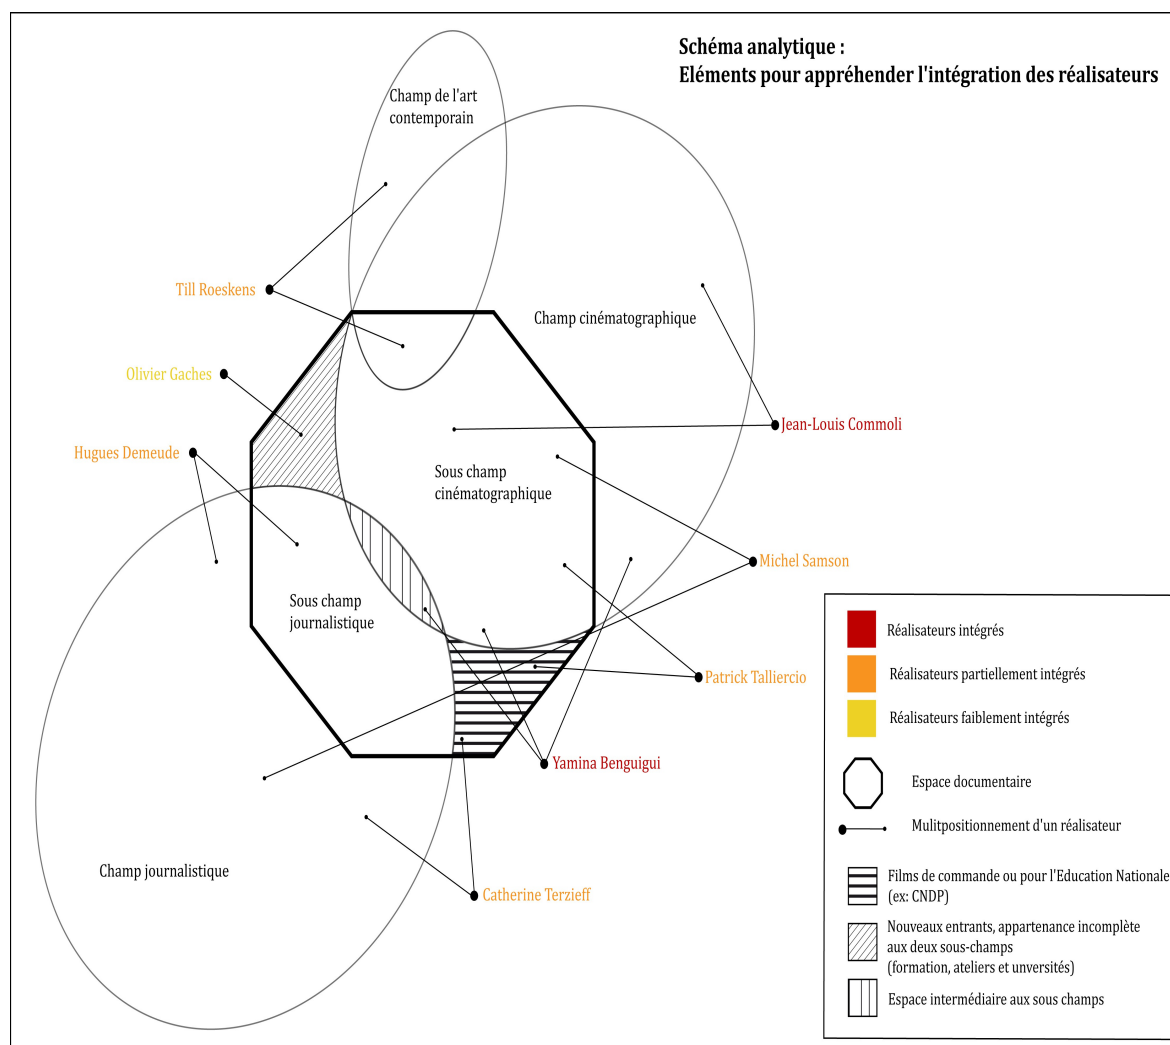 Schéma analytique :
Eléments pour appréhender l'intégration des réalisateurs
Champ de l'art
contemporain
Till Roeskens
Champ cinématographique
Olivier Gaches
Jean-Louis Commoli
Hugues Demeude
Sous champ
cinématographique
Michel Samson
Sous champ
journalistique
Patrick Talliercio
Yamina Benguigui
Champ journalistique
Catherine Terzieff
Réalisateurs intégrés
Réalisateurs partiellement intégrés
Réalisateurs faiblement intégrés
Espace documentaire
Mulitpositionnement d'un réalisateur
Films de commande ou pour l'Education Nationale
(ex: CNDP)
Nouveaux entrants, appartenance incomplète
aux deux sous-champs
(formation, ateliers et unversités)
Espace intermédiaire aux sous champs